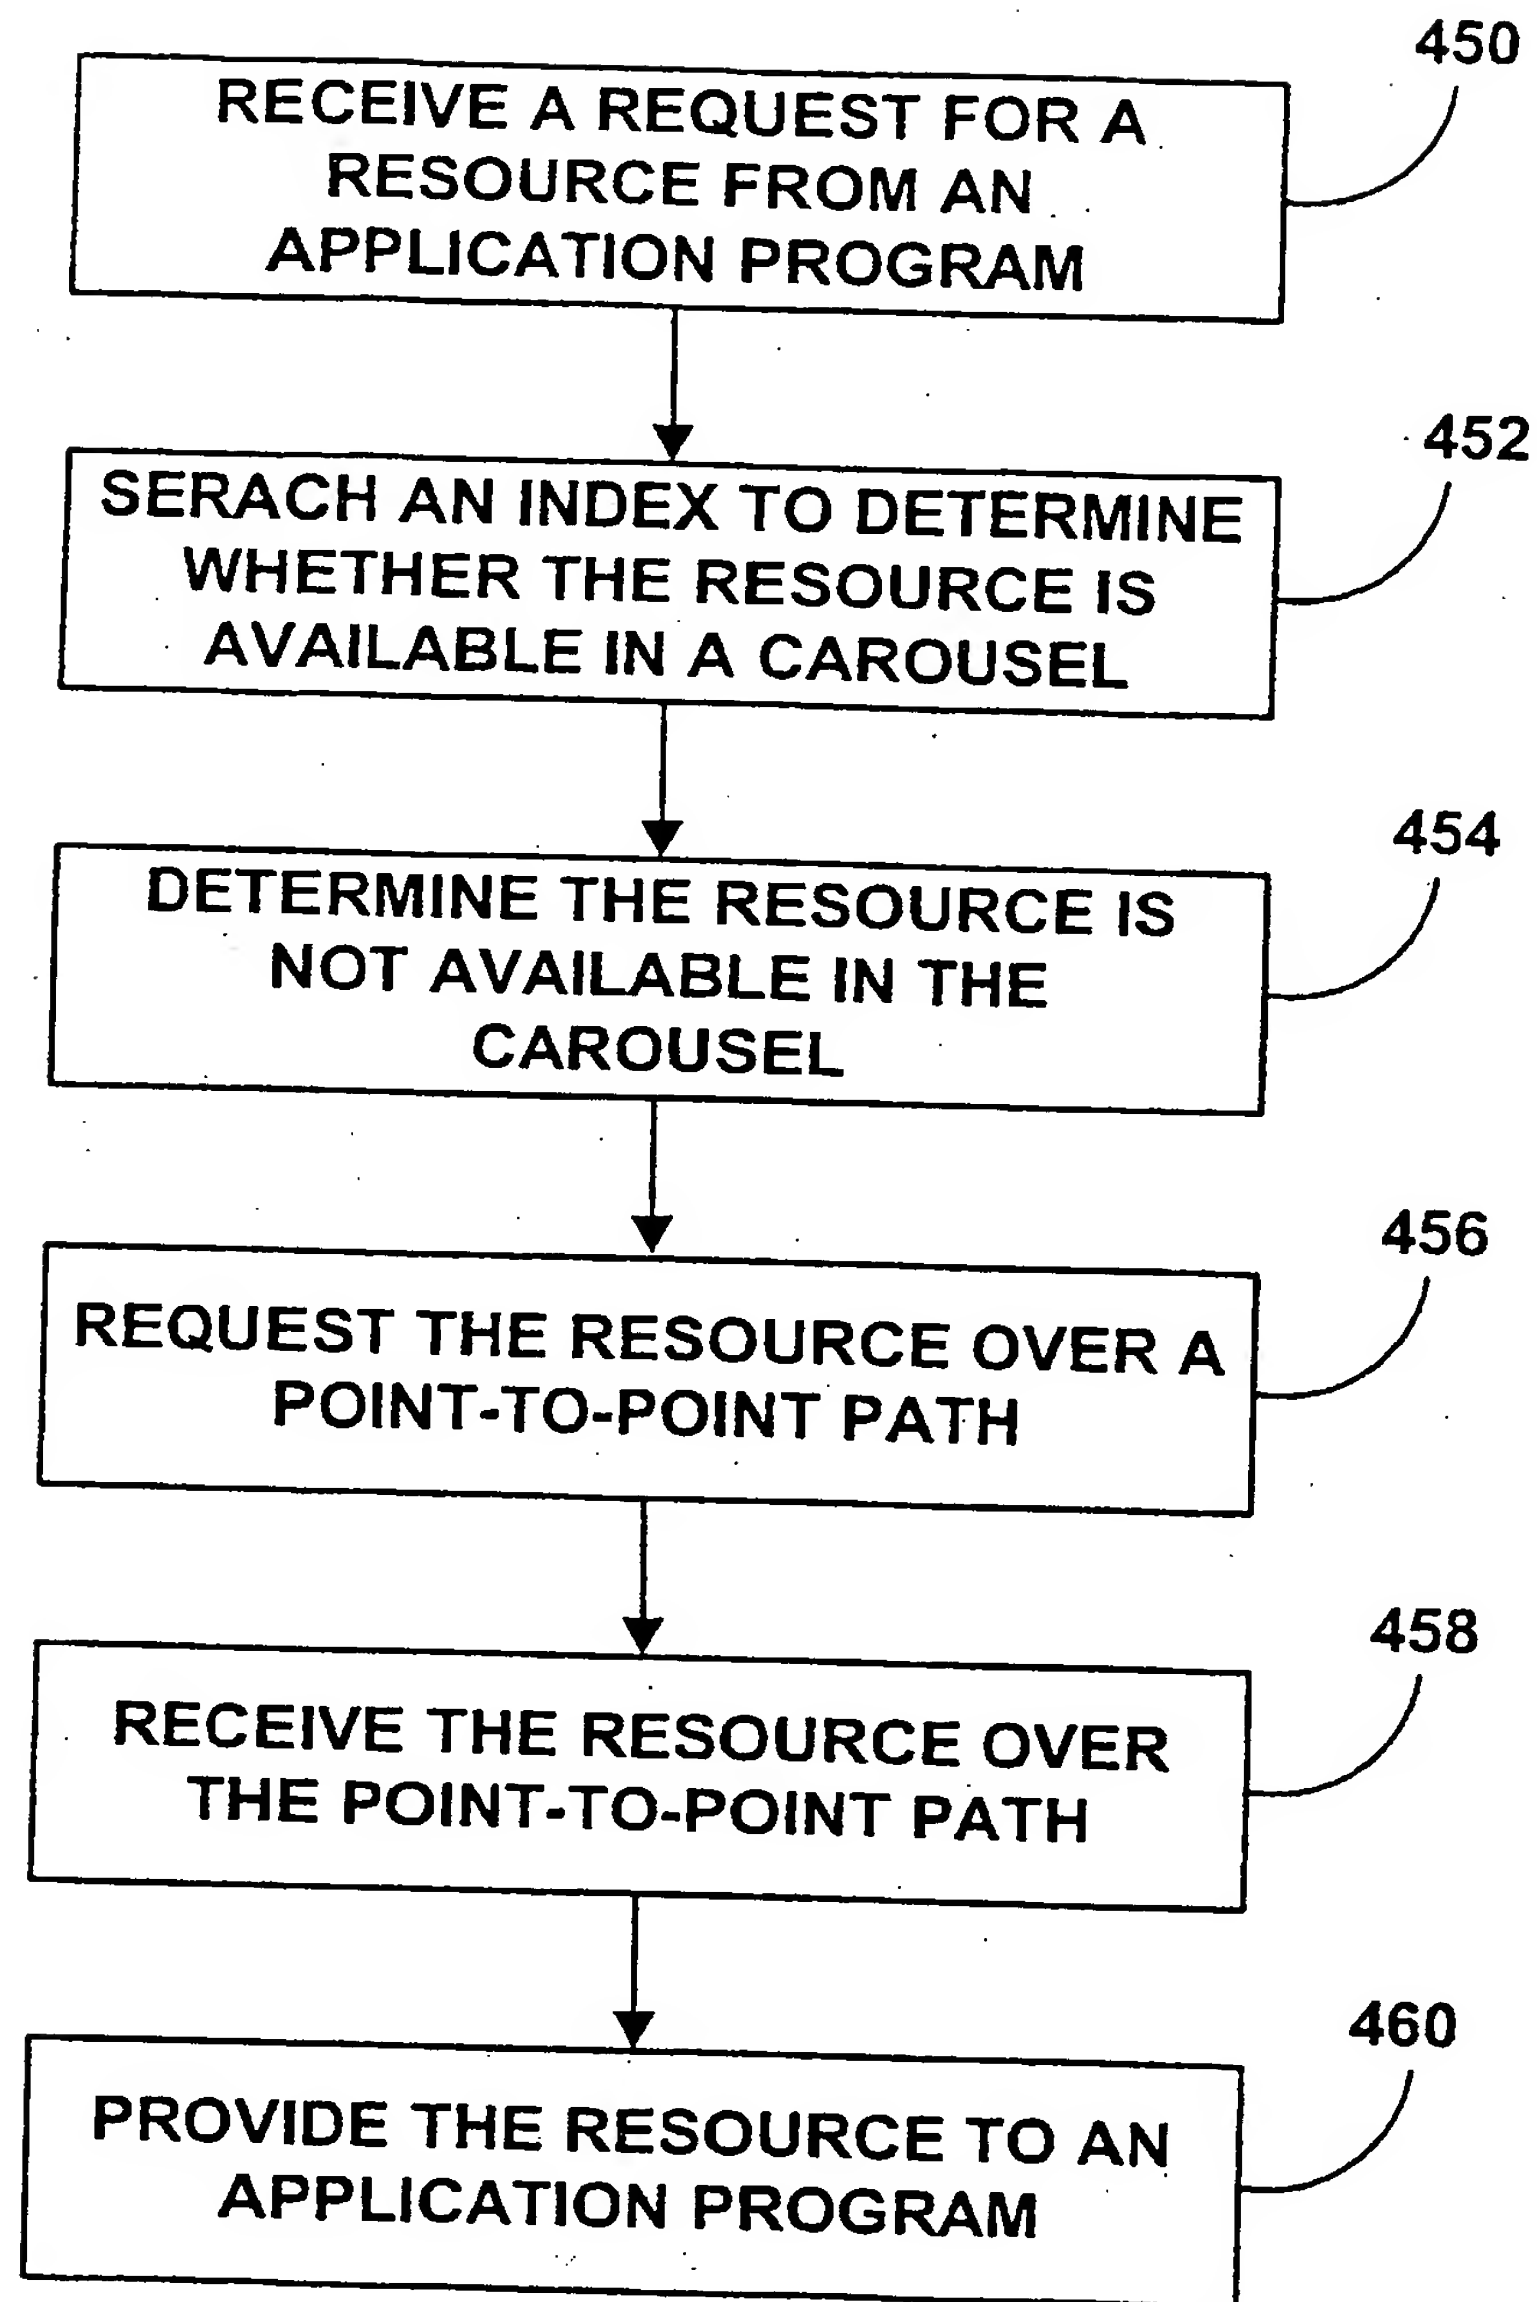 450
RECEIVE A REQUEST FOR A
RESOURCE FROM AN
APPLICATION PROGRAM
452
SERACH AN INDEX TO DETERMINE
WHETHER THE RESOURCE IS
AVAILABLE IN A CAROUSEL
454
DETERMINE THE RESOURCE IS
NOT AVAILABLE IN THE
CAROUSEL
456
REQUEST THE RESOURCE OVER A
POINT-TO-POINT PATH
458
RECEIVE THE RESOURCE OVER
THE POINT-TO-POINT PATH
460
PROVIDE THE RESOURCE TO AN
APPLICATION PROGRAM